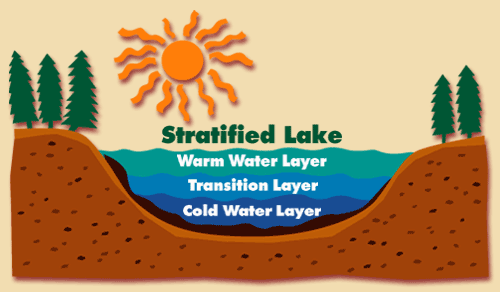 Stratified Lake
Warm Water Layer
Transition Layer
Cold Water Layer